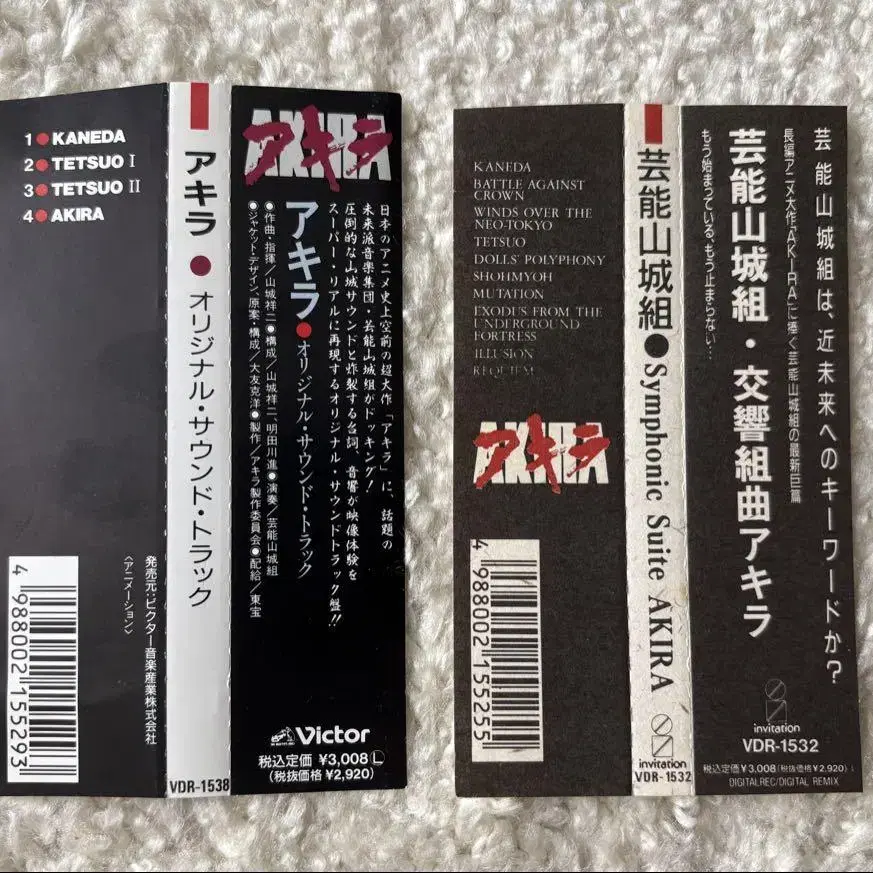 1●KANEDA
2●TETSUO I
3●TETSUO II
4●AKIRA
4 988002 155293
発売元:ビクター音楽産業株式会社
〈アニメーション〉
アキラ●オリジナル・サウンド・トラック
VDR-1538
AKIRA
アキラ
日本のアニメ史上空前の超大作「アキラ」に、話題の
未来派音楽集団・芸能山城組がドッキング!
圧倒的な山城サウンドと炸裂する台詞、音響が映像体験を
スーパー・リアルに再現するオリジナル・サウンドトラック盤!!
アキラ●オリジナル・サウンド・トラック
●作曲・指揮/山城祥二●構成/山城祥二、明田川進●演奏/芸能山城組
●ジャケット・デザイン、原案・構成/大友克洋●製作/アキラ製作委員会●配給/東宝
Victor
税込定価 ¥3,008 L
(税抜価格 ¥2,920)
KANEDA
BATTLE AGAINST
CROWN
WINDS OVER THE
NEO-TOKYO
TETSUO
DOLLS' POLYPHONY
SHOHMYOH
MUTATION
EXODUS FROM THE
UNDERGROUND
FORTRESS
ILLUSION
REQUIEM
AKIRA
アキラ
4 988002 155255
芸能山城組●Symphonic Suite AKIRA
invitation
VDR-1532
芸能山城組は、近未来へのキーワードか?
長編アニメ大作「AKIRA」に捧ぐ芸能山城組の最新巨篇
芸能山城組・交響組曲アキラ
もう始まっている、もう止まらない…
invitation
VDR-1532
税込定価 ¥3,008(税抜価格 ¥2,920)
DIGITALREC/DIGITAL REMIX